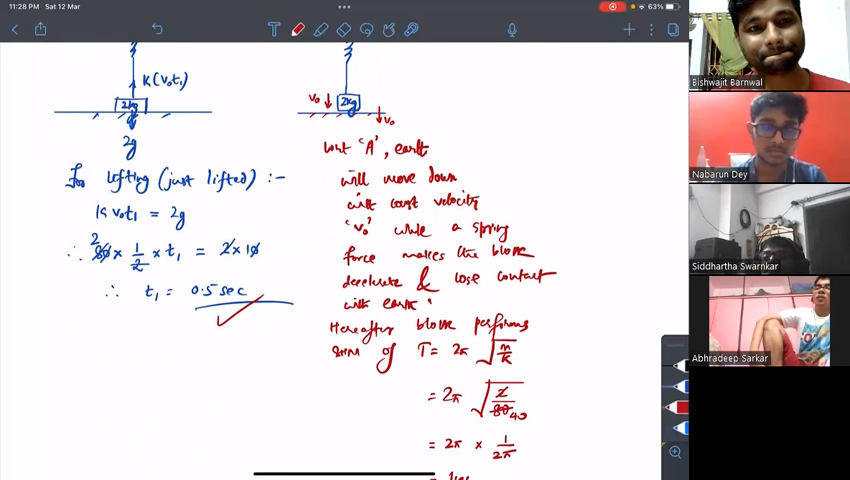 11:28 PM Sat 12 Mar
63%
K(v₀t₁)
2kg
2g
For lifting (just lifted) :-
K v₀t₁ = 2g
∴ 2 80 × 1/2 × t₁ = 2 × 10
∴ t₁ = 0.5 sec
v₀
2kg
v₀
wrt 'A', earth
will move down
with const velocity
'v₀' while a spring
force makes the block
decelerate & lose contact
with earth.
Hereafter block performs
SHM of T = 2π √(m/k)
= 2π √(2/80) 40
= 2π × 1/2π
Bishwajit Barnwal
Nabarun Dey
Siddhartha Swarnkar
Abhradeep Sarkar